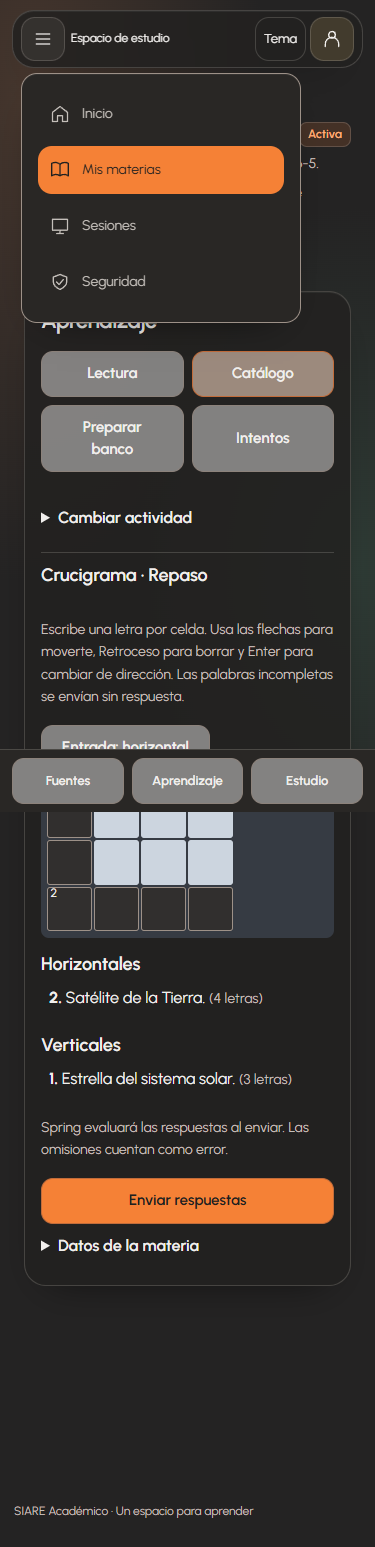 Espacio de estudio
Tema
Inicio
Activa
Mis materias
-5.
Sesiones
Seguridad
Aprendizaje
Lectura
Catálogo
Preparar
banco
Intentos
Cambiar actividad
Crucigrama · Repaso
Escribe una letra por celda. Usa las flechas para
moverte, Retroceso para borrar y Enter para
cambiar de dirección. Las palabras incompletas
se envían sin respuesta.
Entrada: horizontal
Fuentes
Aprendizaje
Estudio
2
Horizontales
2. Satélite de la Tierra. (4 letras)
Verticales
1. Estrella del sistema solar. (3 letras)
Spring evaluará las respuestas al enviar. Las
omisiones cuentan como error.
Enviar respuestas
Datos de la materia
SIARE Académico · Un espacio para aprender